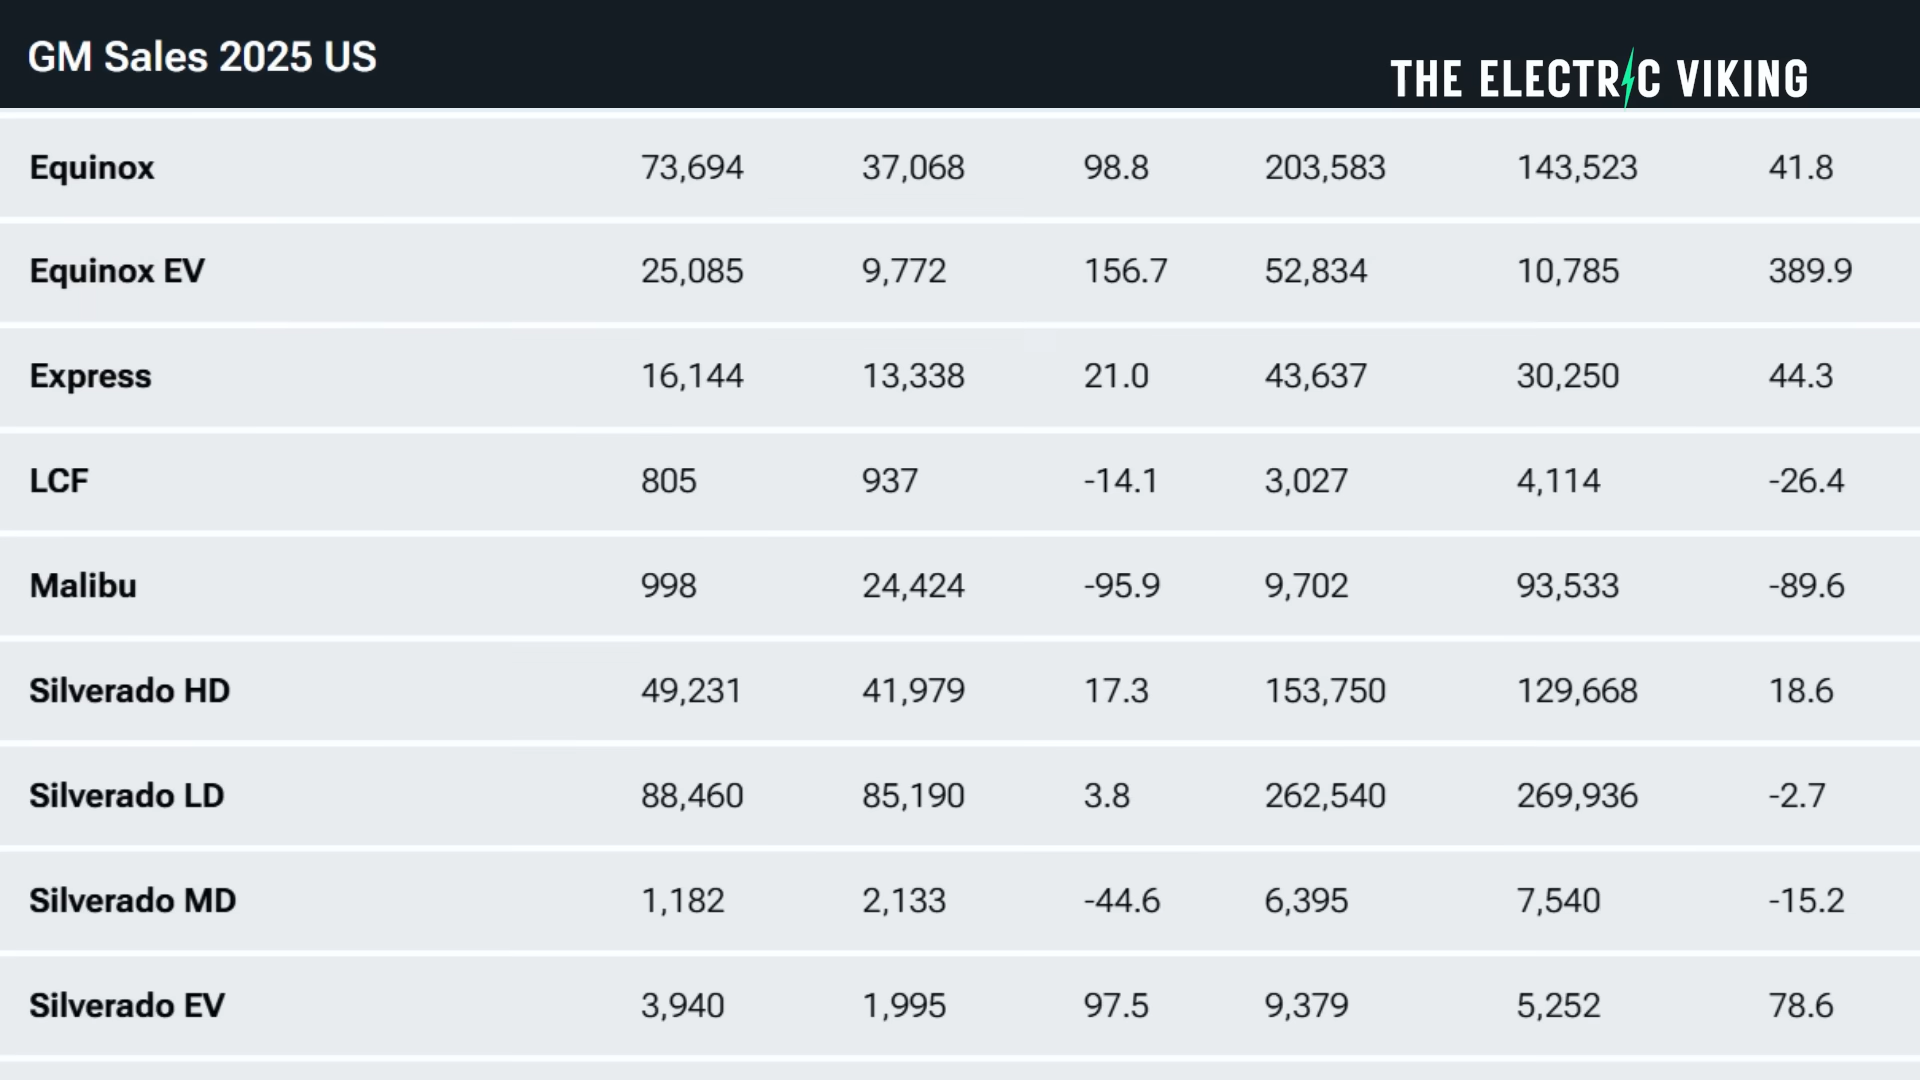 GM Sales 2025 US
THE ELECTRIC VIKING
Equinox 73,694 37,068 98.8 203,583 143,523 41.8
Equinox EV 25,085 9,772 156.7 52,834 10,785 389.9
Express 16,144 13,338 21.0 43,637 30,250 44.3
LCF 805 937 -14.1 3,027 4,114 -26.4
Malibu 998 24,424 -95.9 9,702 93,533 -89.6
Silverado HD 49,231 41,979 17.3 153,750 129,668 18.6
Silverado LD 88,460 85,190 3.8 262,540 269,936 -2.7
Silverado MD 1,182 2,133 -44.6 6,395 7,540 -15.2
Silverado EV 3,940 1,995 97.5 9,379 5,252 78.6